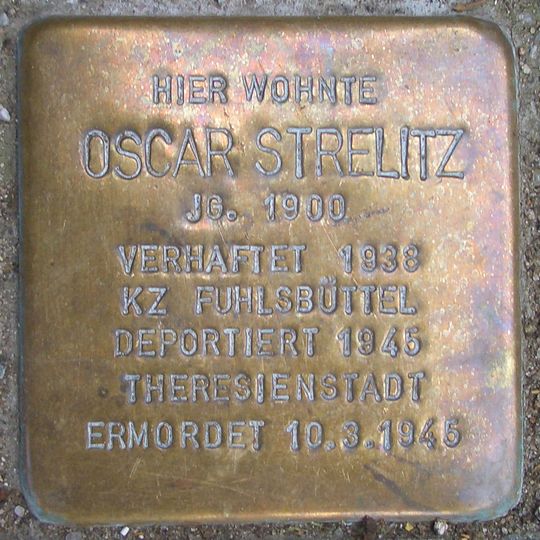 HIER WOHNTE
OSCAR STRELITZ
JG. 1900
VERHAFTET 1938
KZ FUHLSBÜTTEL
DEPORTIERT 1945
THERESIENSTADT
ERMORDET 10.3.1945